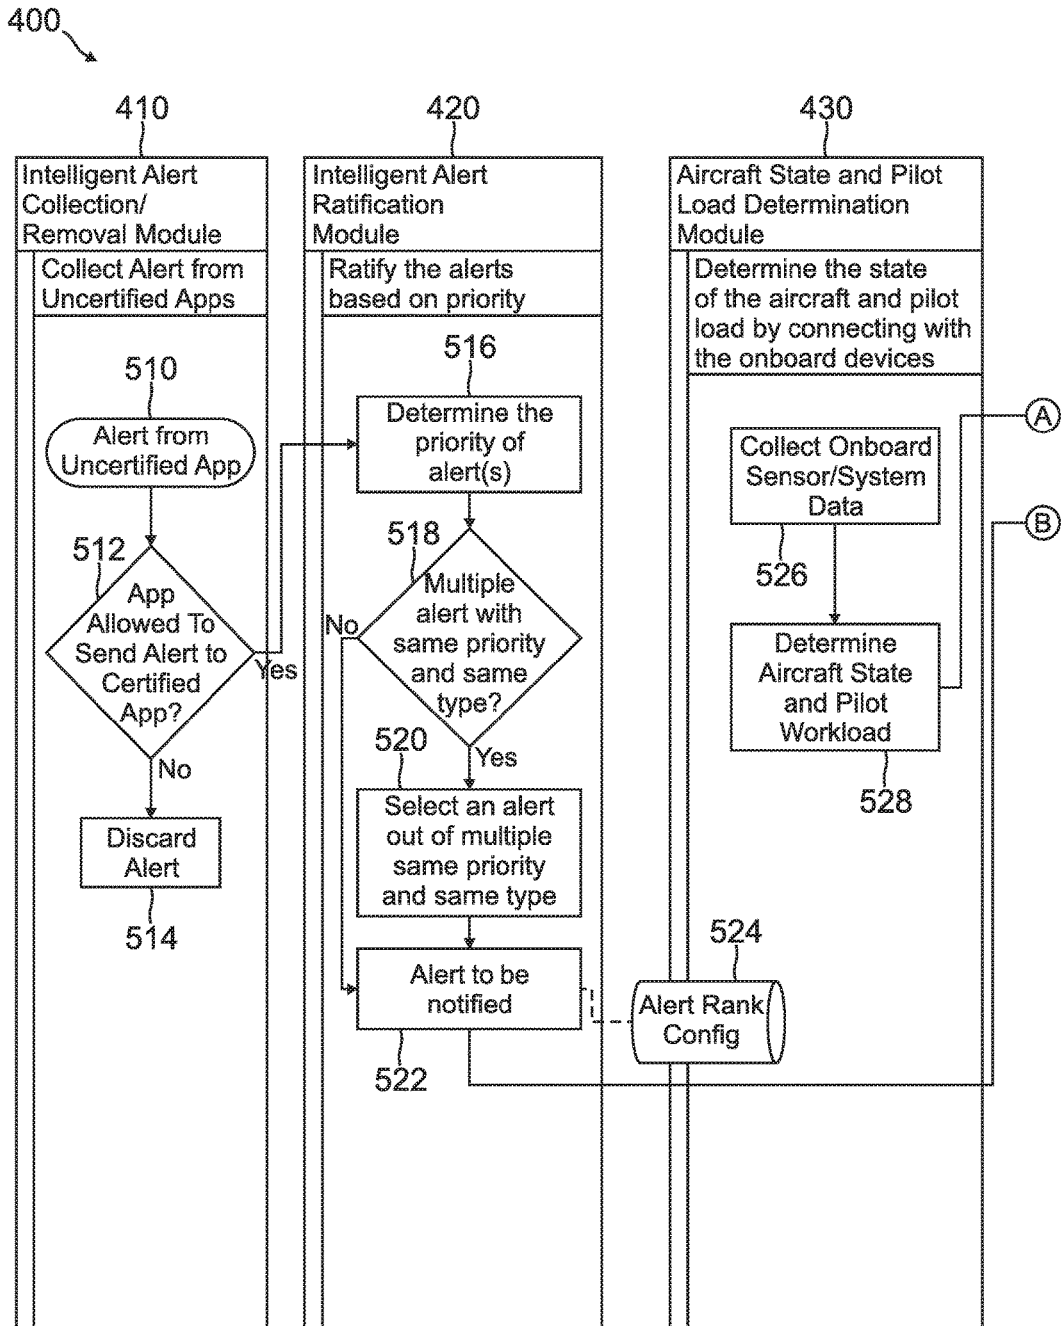 400
410
Intelligent Alert
Collection/
Removal Module
Collect Alert from
Uncertified Apps
510
Alert from
Uncertified App
512
App
Allowed To
Send Alert to
Certified
App?
Yes
No
Discard
Alert
514
420
Intelligent Alert
Ratification
Module
Ratify the alerts
based on priority
516
Determine the
priority of
alert(s)
518
Multiple
alert with
same priority
and same
type?
No
Yes
520
Select an alert
out of multiple
same priority
and same type
Alert to be
notified
522
430
Aircraft State and Pilot
Load Determination
Module
Determine the state
of the aircraft and pilot
load by connecting with
the onboard devices
Collect Onboard
Sensor/System
Data
526
Determine
Aircraft State
and Pilot
Workload
528
524
Alert Rank
Config
A
B